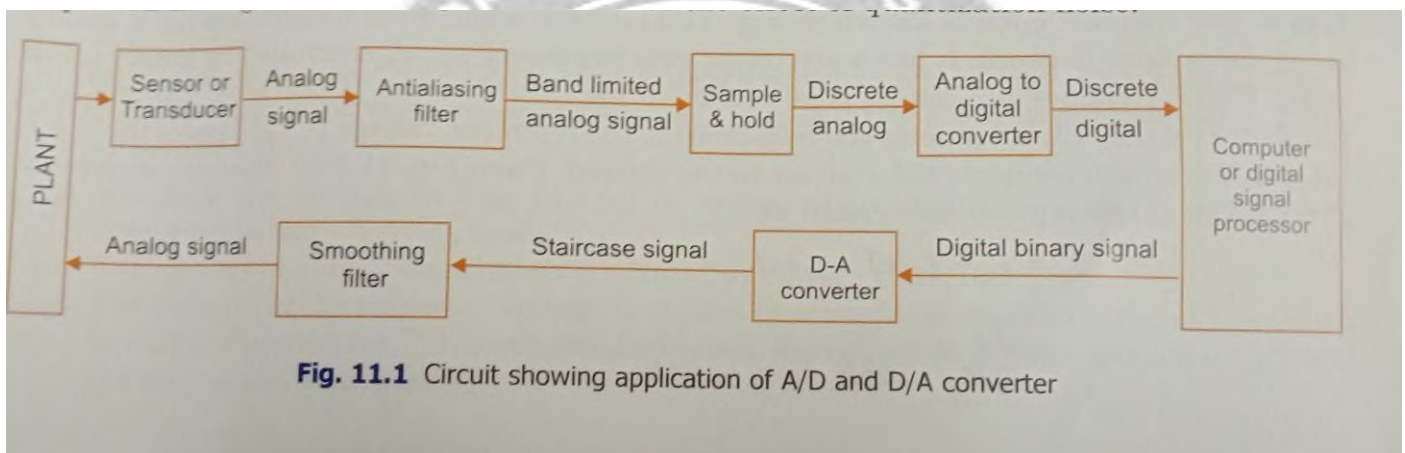 quantization noise.
PLANT
Sensor or
Transducer
Analog
signal
Antialiasing
filter
Band limited
analog signal
Sample
& hold
Discrete
analog
Analog to
digital
converter
Discrete
digital
Computer
or digital
signal
processor
Analog signal
Smoothing
filter
Staircase signal
D-A
converter
Digital binary signal
Fig. 11.1 Circuit showing application of A/D and D/A converter